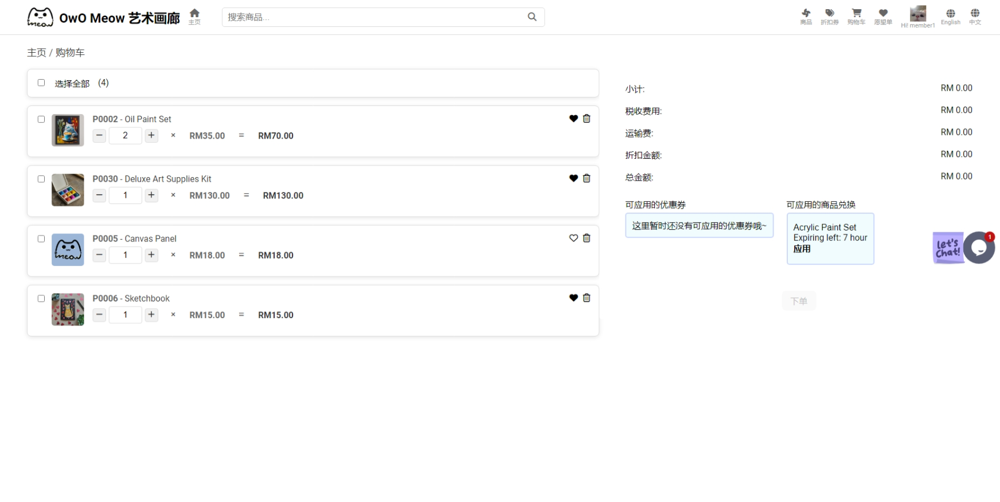 meow
OwO Meow 艺术画廊
主页
搜索商品...
商品
折扣券
购物车
愿望单
Hi! member1
English
中文
主页 / 购物车
选择全部 (4)
P0002 - Oil Paint Set
− 2 + × RM35.00 = RM70.00
P0030 - Deluxe Art Supplies Kit
− 1 + × RM130.00 = RM130.00
meow
P0005 - Canvas Panel
− 1 + × RM18.00 = RM18.00
P0006 - Sketchbook
− 1 + × RM15.00 = RM15.00
小计: RM 0.00
税收费用: RM 0.00
运输费: RM 0.00
折扣金额: RM 0.00
总金额: RM 0.00
可应用的优惠券
这里暂时还没有可应用的优惠券哦~
可应用的商品兑换
Acrylic Paint Set
Expiring left: 7 hour
应用
let's
Chat!
1
下单